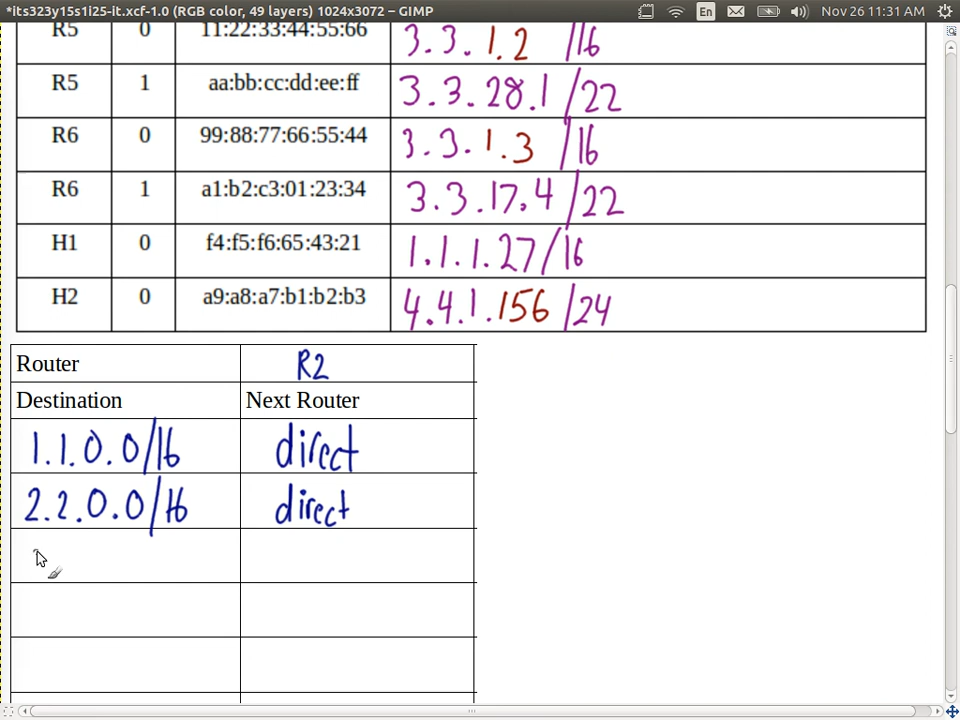 *its323y15s1i25-it.xcf-1.0 (RGB color, 49 layers) 1024x3072 – GIMP En Nov 26 11:31 AM
R5 0 11:22:33:44:55:66 3.3.1.2 /16
R5 1 aa:bb:cc:dd:ee:ff 3.3.28.1 /22
R6 0 99:88:77:66:55:44 3.3.1.3 /16
R6 1 a1:b2:c3:01:23:34 3.3.17.4 /22
H1 0 f4:f5:f6:65:43:21 1.1.1.27/16
H2 0 a9:a8:a7:b1:b2:b3 4.4.1.156 /24
Router R2
Destination Next Router
1.1.0.0/16 direct
2.2.0.0/16 direct